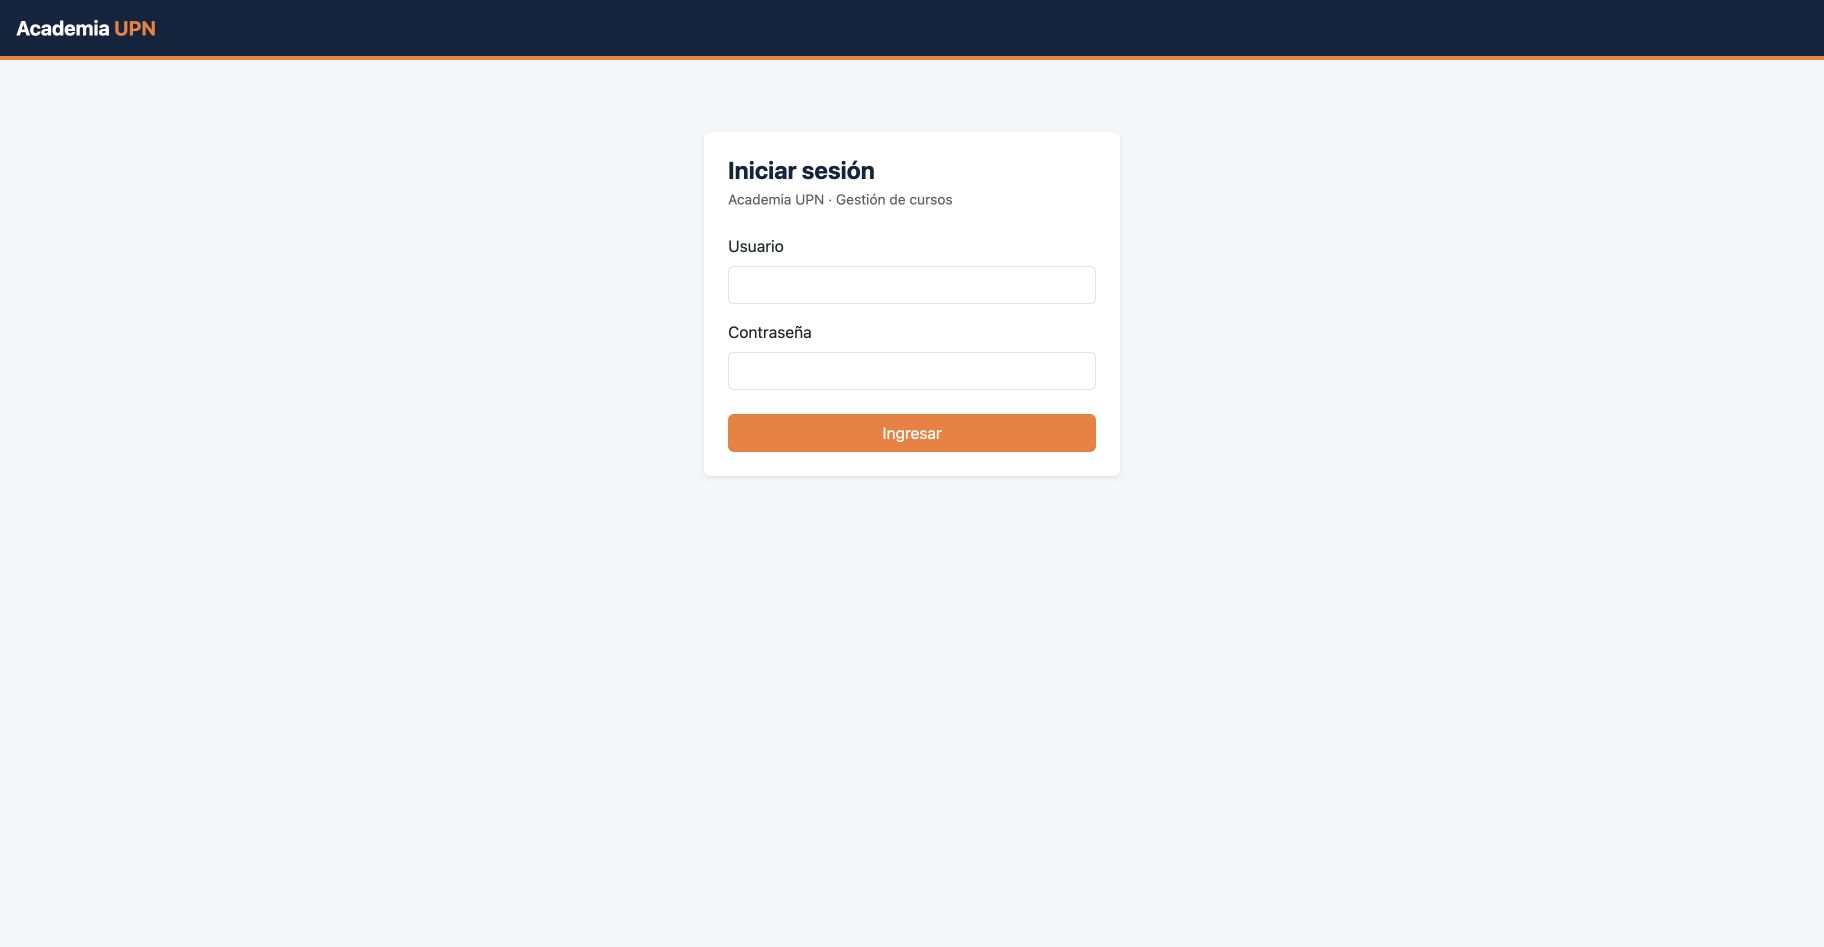 Academia UPN
Iniciar sesión
Academia UPN · Gestión de cursos
Usuario
Contraseña
Ingresar